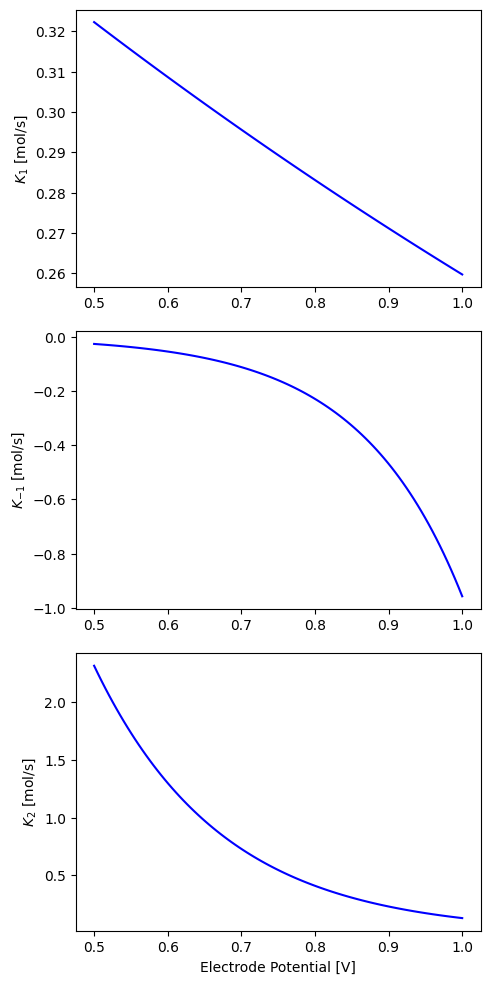 0.32
0.31
0.30
0.29
0.28
0.27
0.26
K₁ [mol/s]
0.5 0.6 0.7 0.8 0.9 1.0
0.0
−0.2
−0.4
−0.6
−0.8
−1.0
K₋₁ [mol/s]
0.5 0.6 0.7 0.8 0.9 1.0
2.0
1.5
1.0
0.5
K₂ [mol/s]
0.5 0.6 0.7 0.8 0.9 1.0
Electrode Potential [V]